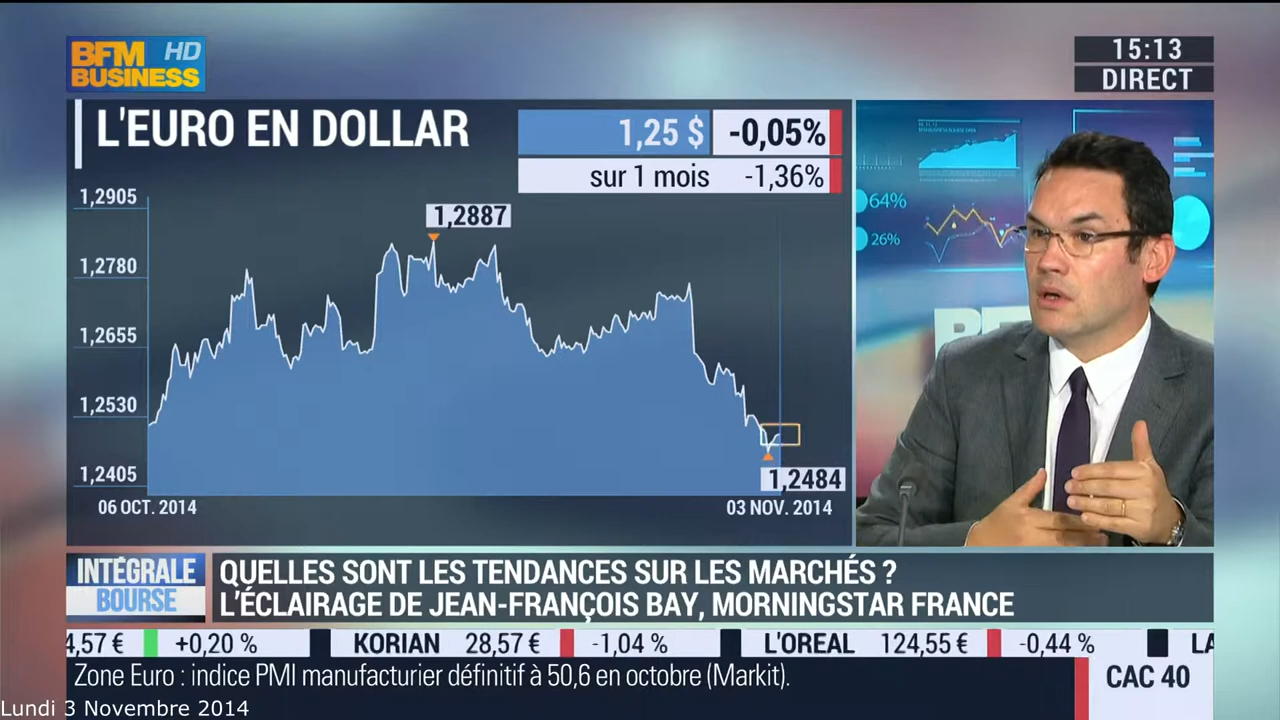 BFM HD
BUSINESS
15:13
DIRECT
L'EURO EN DOLLAR
1,25 $ -0,05%
sur 1 mois -1,36%
1,2905
1,2887
1,2780
1,2655
1,2530
1,2405
1,2484
06 OCT. 2014
03 NOV. 2014
64%
26%
INTÉGRALE
BOURSE
QUELLES SONT LES TENDANCES SUR LES MARCHÉS ?
L'ÉCLAIRAGE DE JEAN-FRANÇOIS BAY, MORNINGSTAR FRANCE
4,57 € +0,20 % KORIAN 28,57 € -1,04 % L'OREAL 124,55 € -0,44 % LA
Zone Euro : indice PMI manufacturier définitif à 50,6 en octobre (Markit).
CAC 40
Lundi 3 Novembre 2014